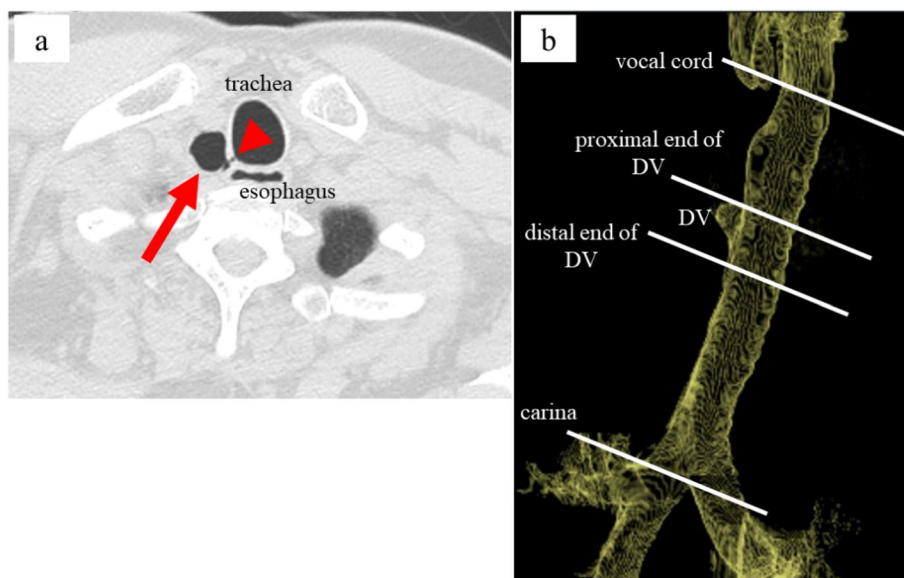 a
trachea
esophagus
b
vocal cord
proximal end of
DV
DV
distal end of
DV
carina